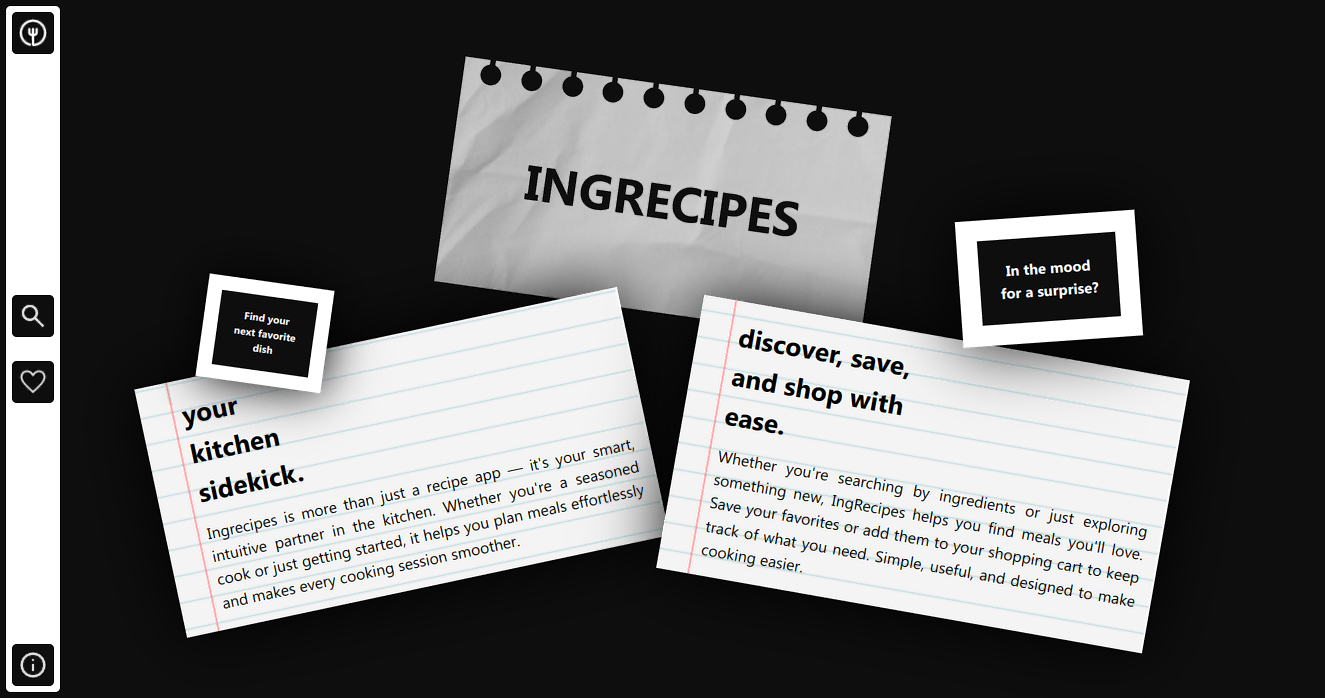 INGRECIPES
Find your
next favorite
dish
your
kitchen
sidekick.
Ingrecipes is more than just a recipe app — it's your smart,
intuitive partner in the kitchen. Whether you're a seasoned
cook or just getting started, it helps you plan meals effortlessly
and makes every cooking session smoother.
In the mood
for a surprise?
discover, save,
and shop with
ease.
Whether you're searching by ingredients or just exploring
something new, IngRecipes helps you find meals you'll love.
Save your favorites or add them to your shopping cart to keep
track of what you need. Simple, useful, and designed to make
cooking easier.